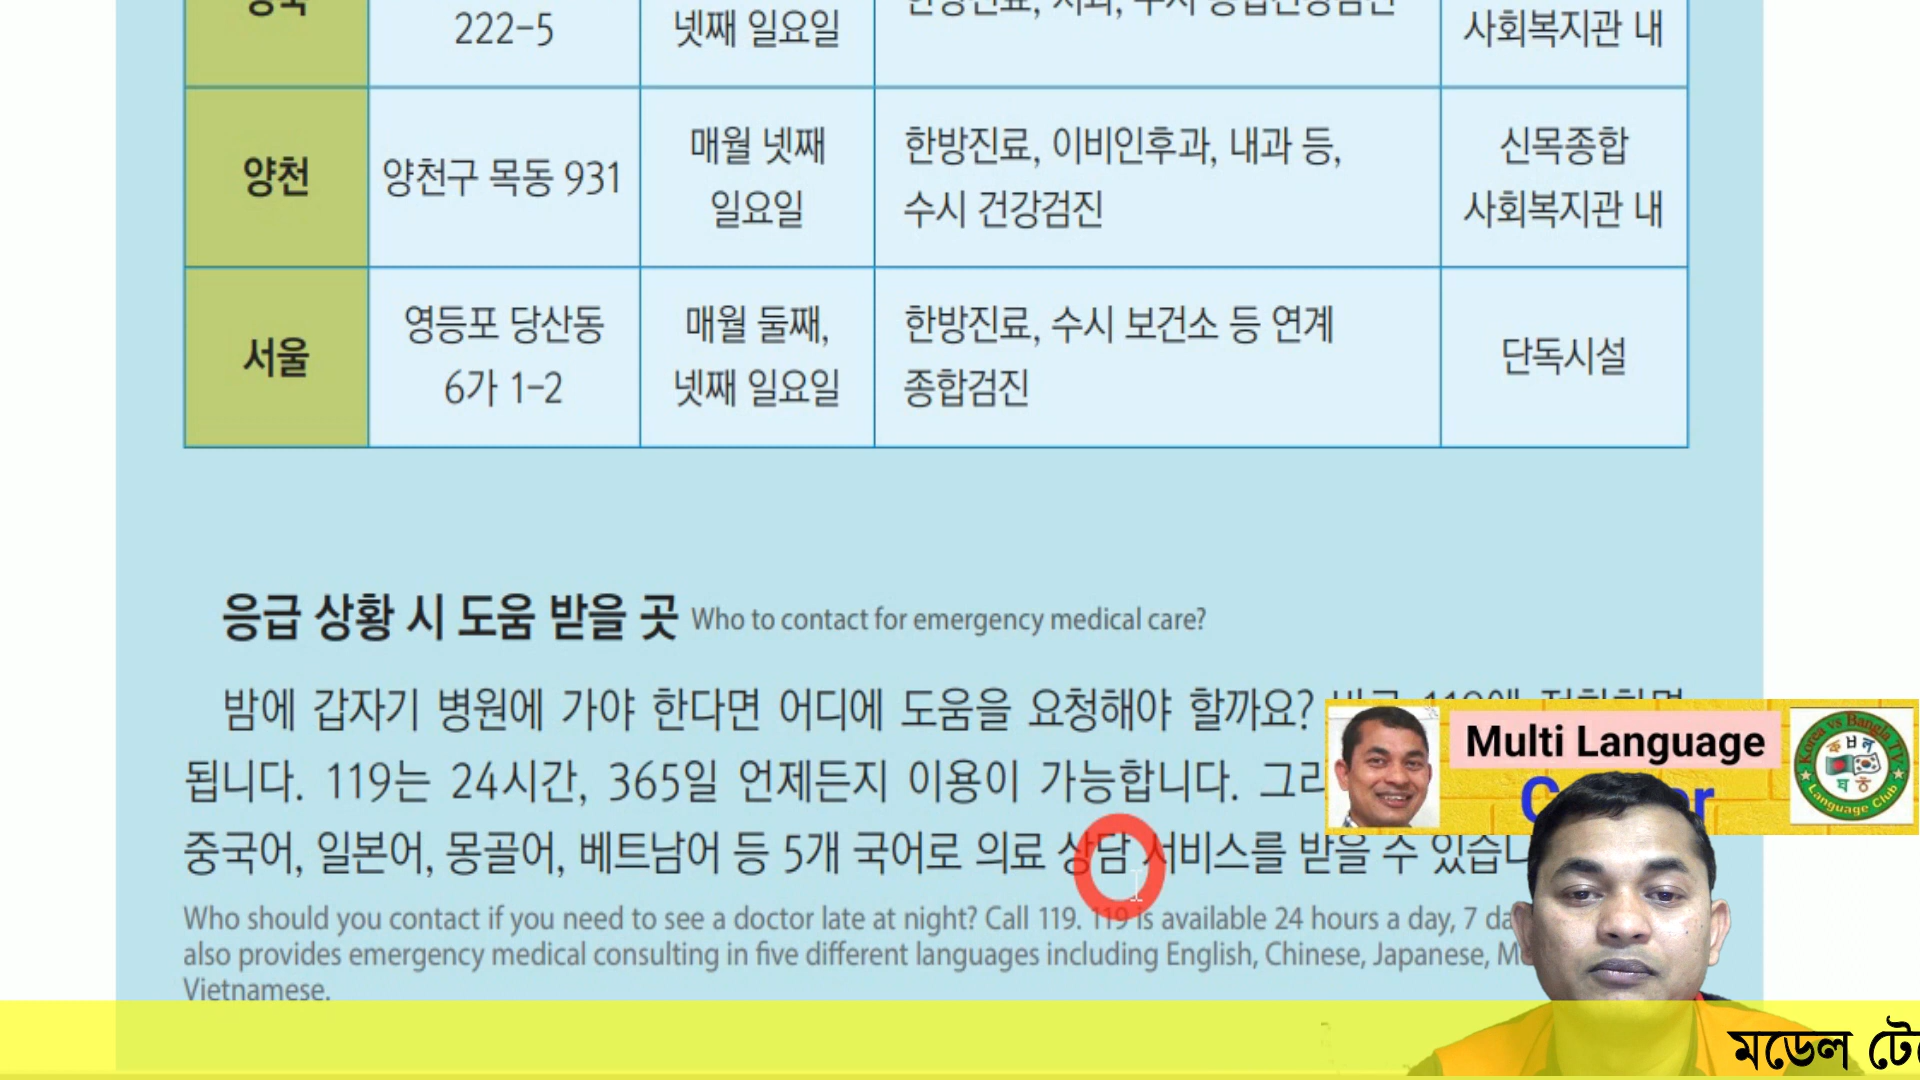 222-5
넷째 일요일
사회복지관 내
양천
양천구 목동 931
매월 넷째
일요일
한방진료, 이비인후과, 내과 등,
수시 건강검진
신목종합
사회복지관 내
서울
영등포 당산동
6가 1-2
매월 둘째,
넷째 일요일
한방진료, 수시 보건소 등 연계
종합검진
단독시설
응급 상황 시 도움 받을 곳 Who to contact for emergency medical care?
밤에 갑자기 병원에 가야 한다면 어디에 도움을 요청해야 할까요?
됩니다. 119는 24시간, 365일 언제든지 이용이 가능합니다.
중국어, 일본어, 몽골어, 베트남어 등 5개 국어로 의료 상담 서비스를 받을 수
Who should you contact if you need to see a doctor late at night? Call 119. 119 is available 24 hours a day, 7
also provides emergency medical consulting in five different languages including English, Chinese, Japanese,
Vietnamese.
Multi Language
Korea vs Bangla TV
Language Club
মডেল